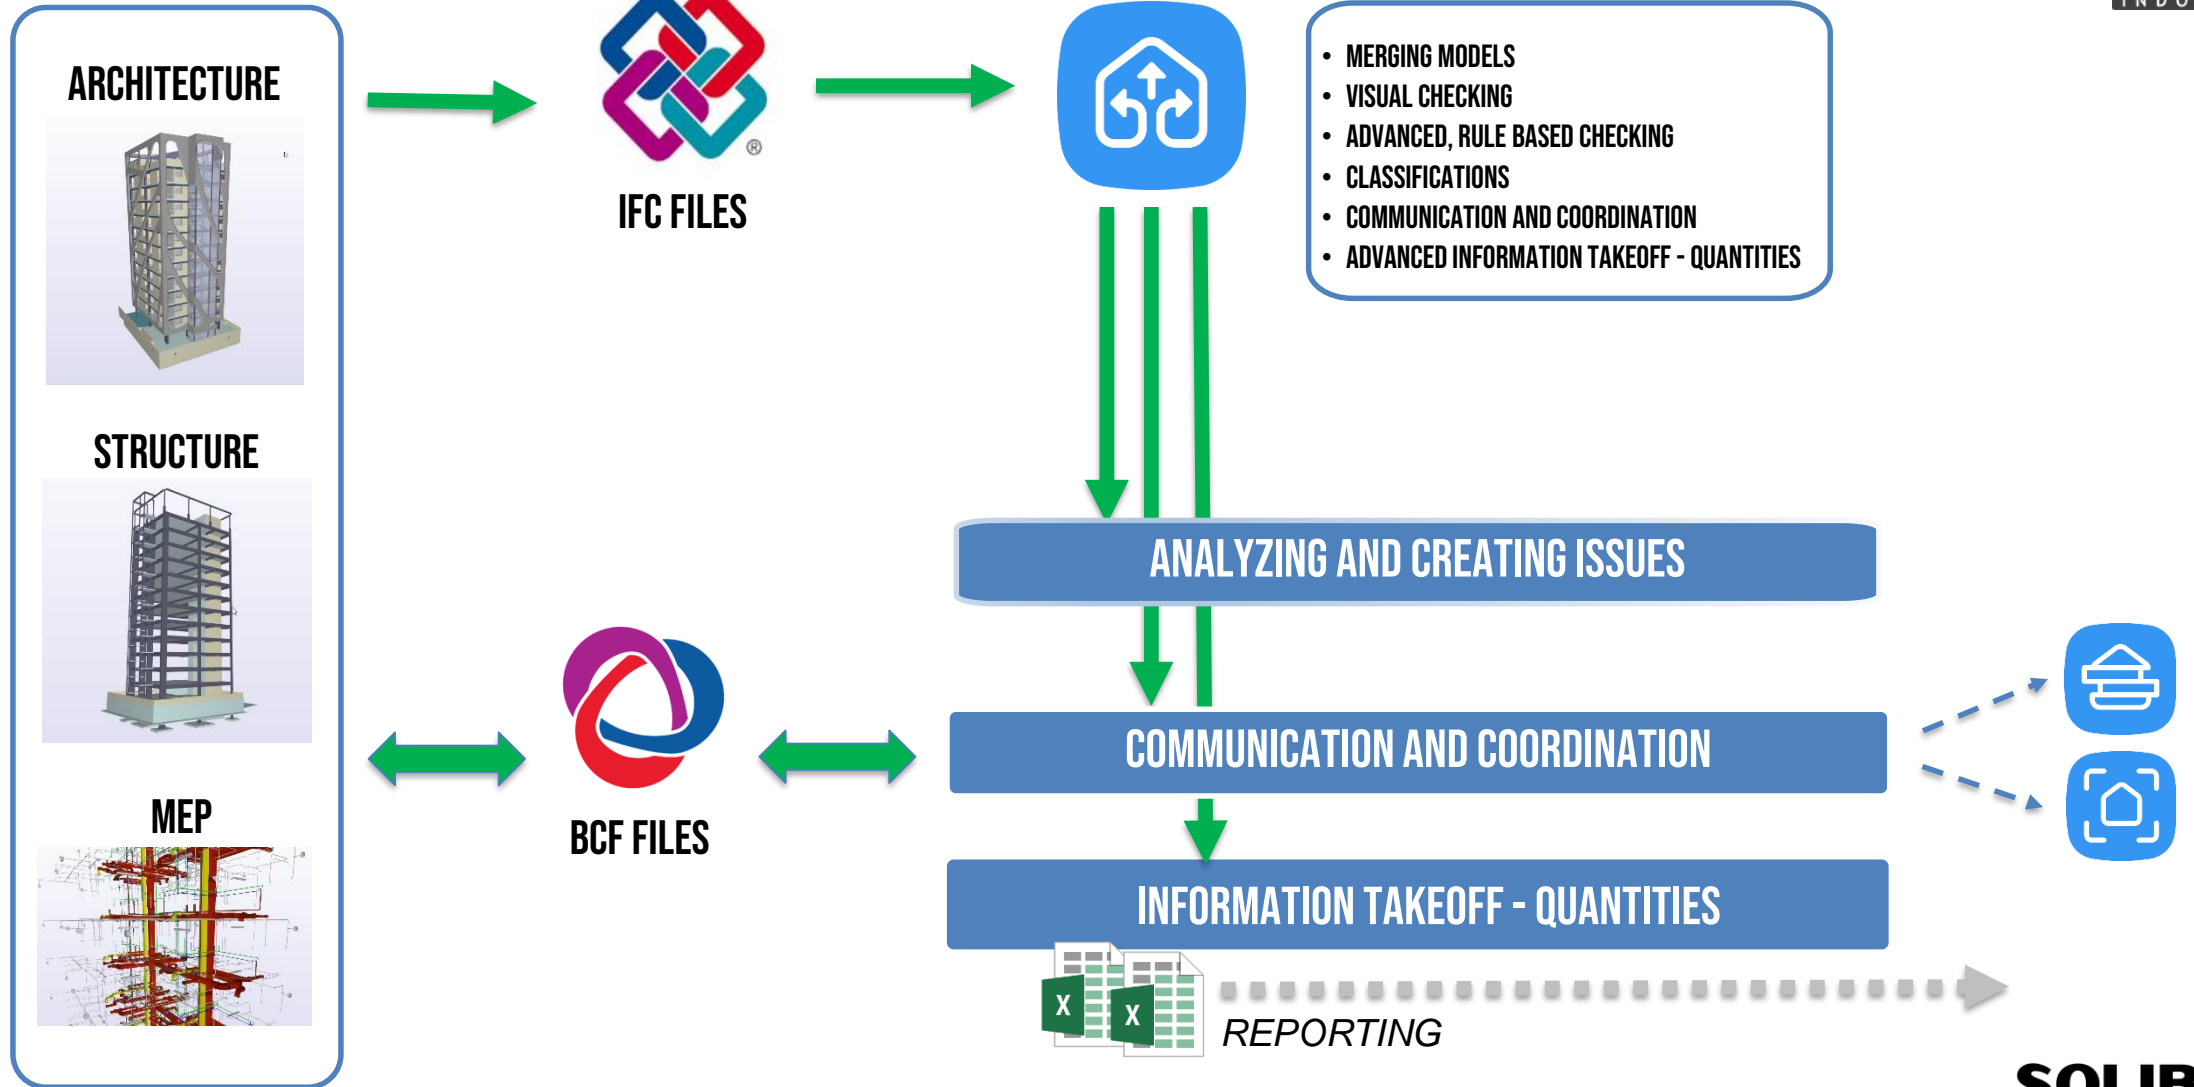 ARCHITECTURE
STRUCTURE
MEP
IFC FILES
®
BCF FILES
• MERGING MODELS
• VISUAL CHECKING
• ADVANCED, RULE BASED CHECKING
• CLASSIFICATIONS
• COMMUNICATION AND COORDINATION
• ADVANCED INFORMATION TAKEOFF - QUANTITIES
ANALYZING AND CREATING ISSUES
COMMUNICATION AND COORDINATION
INFORMATION TAKEOFF - QUANTITIES
X
X
REPORTING